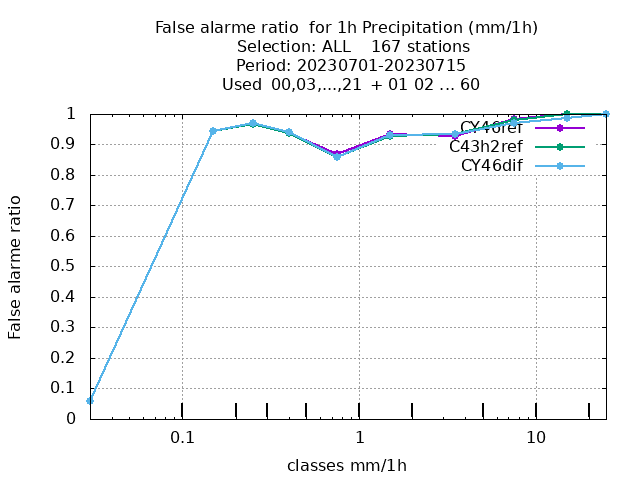 False alarme ratio  for 1h Precipitation (mm/1h)
Selection: ALL    167 stations
Period: 20230701-20230715
Used  00,03,...,21  + 01 02 ... 60
1
0.9
0.8
0.7
0.6
0.5
0.4
0.3
0.2
0.1
0
False alarme ratio
CY46ref
C43h2ref
CY46dif
0.1
1
10
classes mm/1h